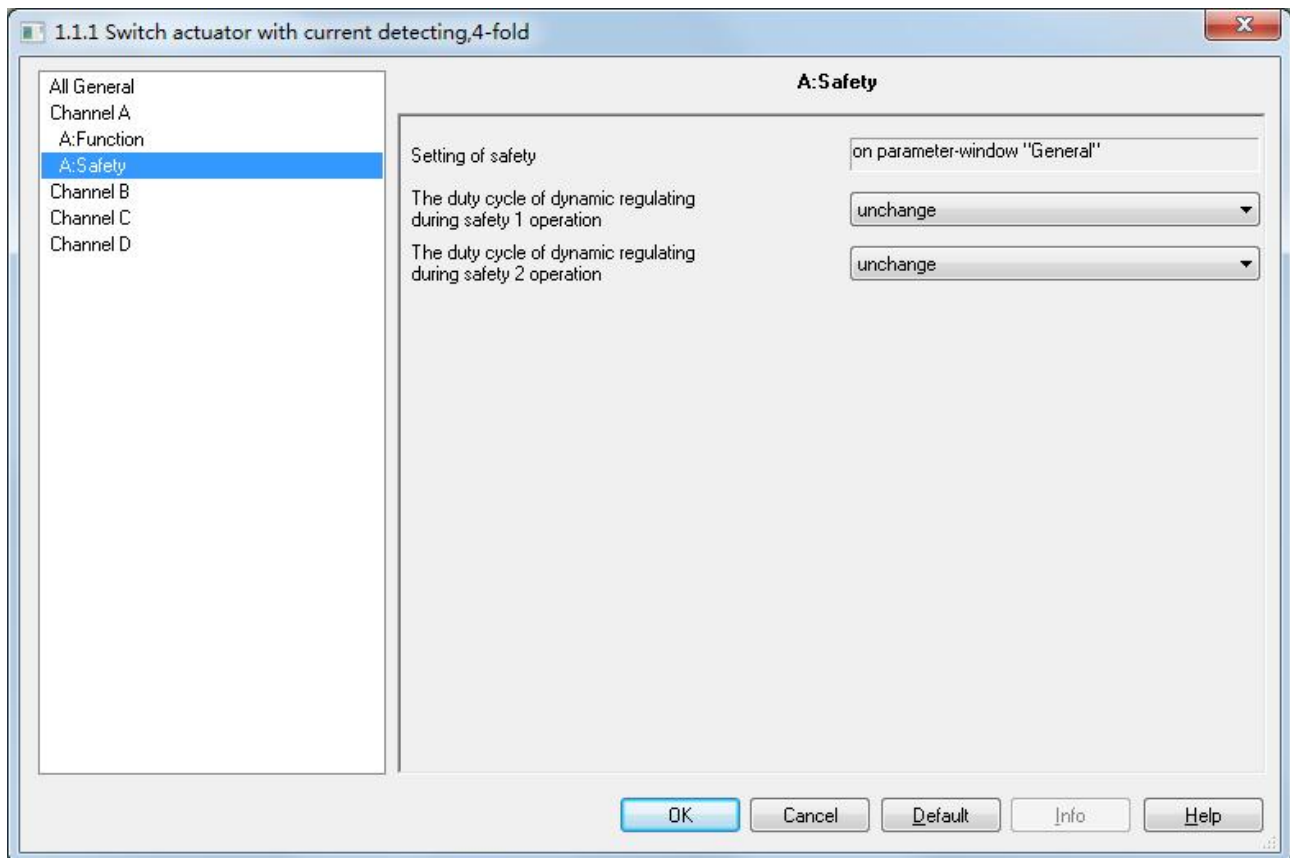 1.1.1 Switch actuator with current detecting,4-fold
All General
Channel A
A:Function
A:Safety
Channel B
Channel C
Channel D
A:Safety
Setting of safety
on parameter-window "General"
The duty cycle of dynamic regulating
during safety 1 operation
unchange
The duty cycle of dynamic regulating
during safety 2 operation
unchange
OK
Cancel
Default
Info
Help